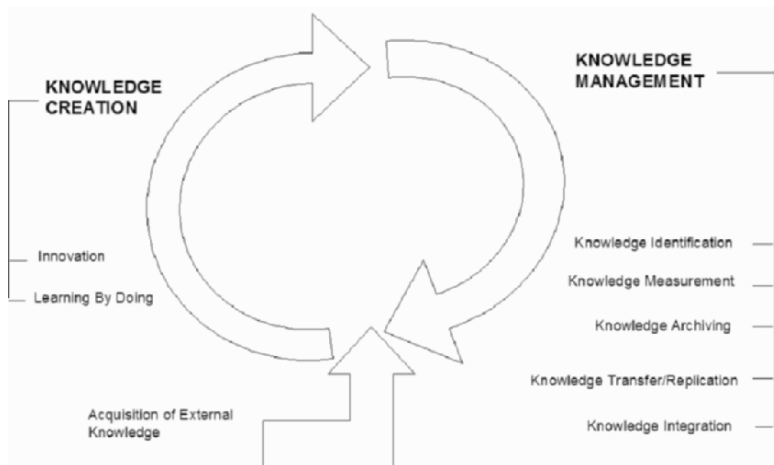 KNOWLEDGE
CREATION
Innovation
Learning By Doing
Acquisition of External
Knowledge
KNOWLEDGE
MANAGEMENT
Knowledge Identification
Knowledge Measurement
Knowledge Archiving
Knowledge Transfer/Replication
Knowledge Integration